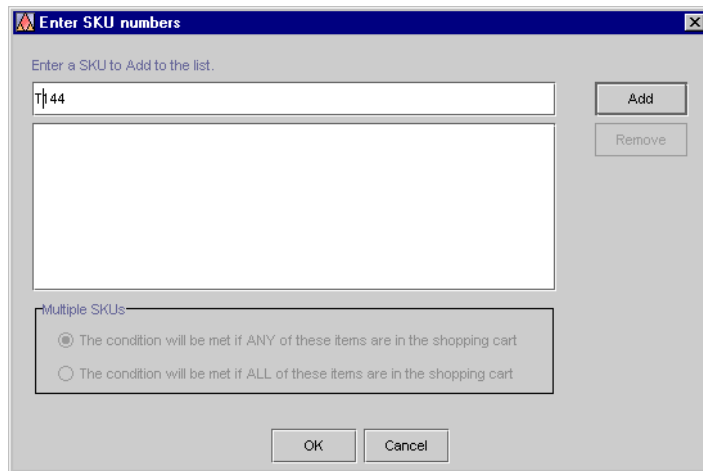 Enter SKU numbers
Enter a SKU to Add to the list.
T144
Add
Remove
Multiple SKUs
The condition will be met if ANY of these items are in the shopping cart
The condition will be met if ALL of these items are in the shopping cart
OK
Cancel